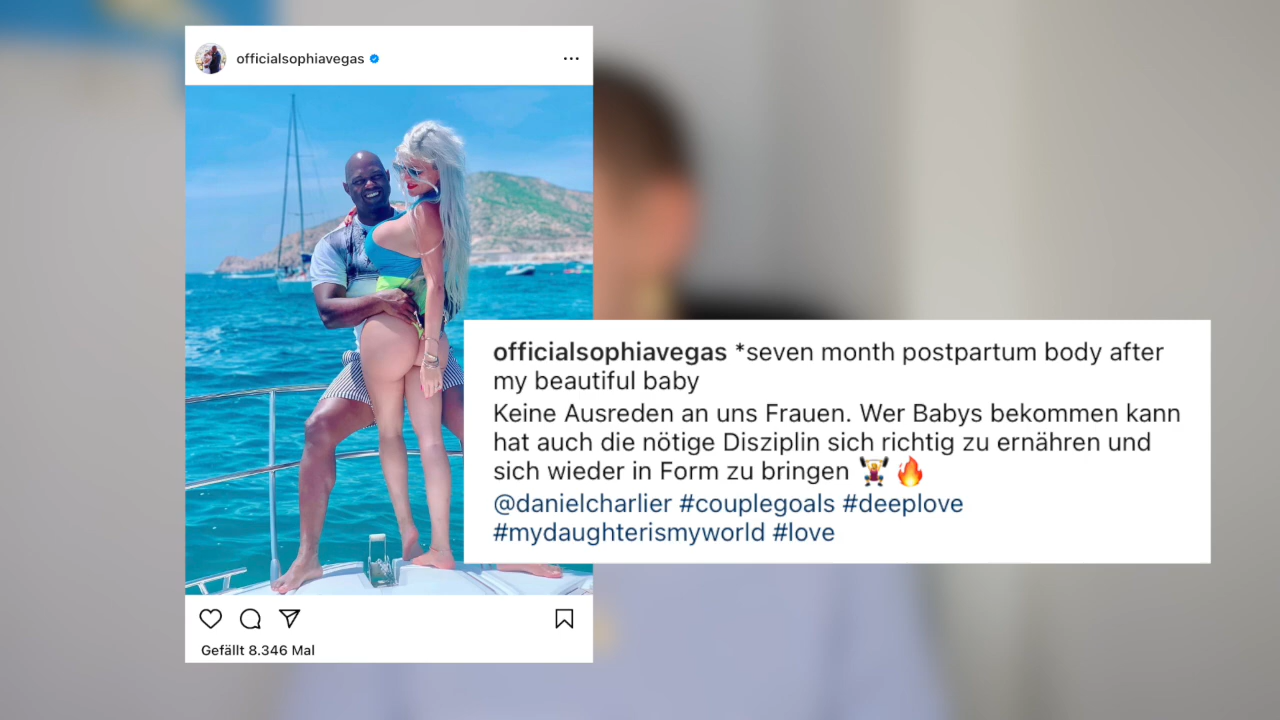 officialsophiavegas
officialsophiavegas *seven month postpartum body after
my beautiful baby
Keine Ausreden an uns Frauen. Wer Babys bekommen kann
hat auch die nötige Disziplin sich richtig zu ernähren und
sich wieder in Form zu bringen 🏋️‍♀️🔥
@danielcharlier #couplegoals #deeplove
#mydaughterismyworld #love
Gefällt 8.346 Mal